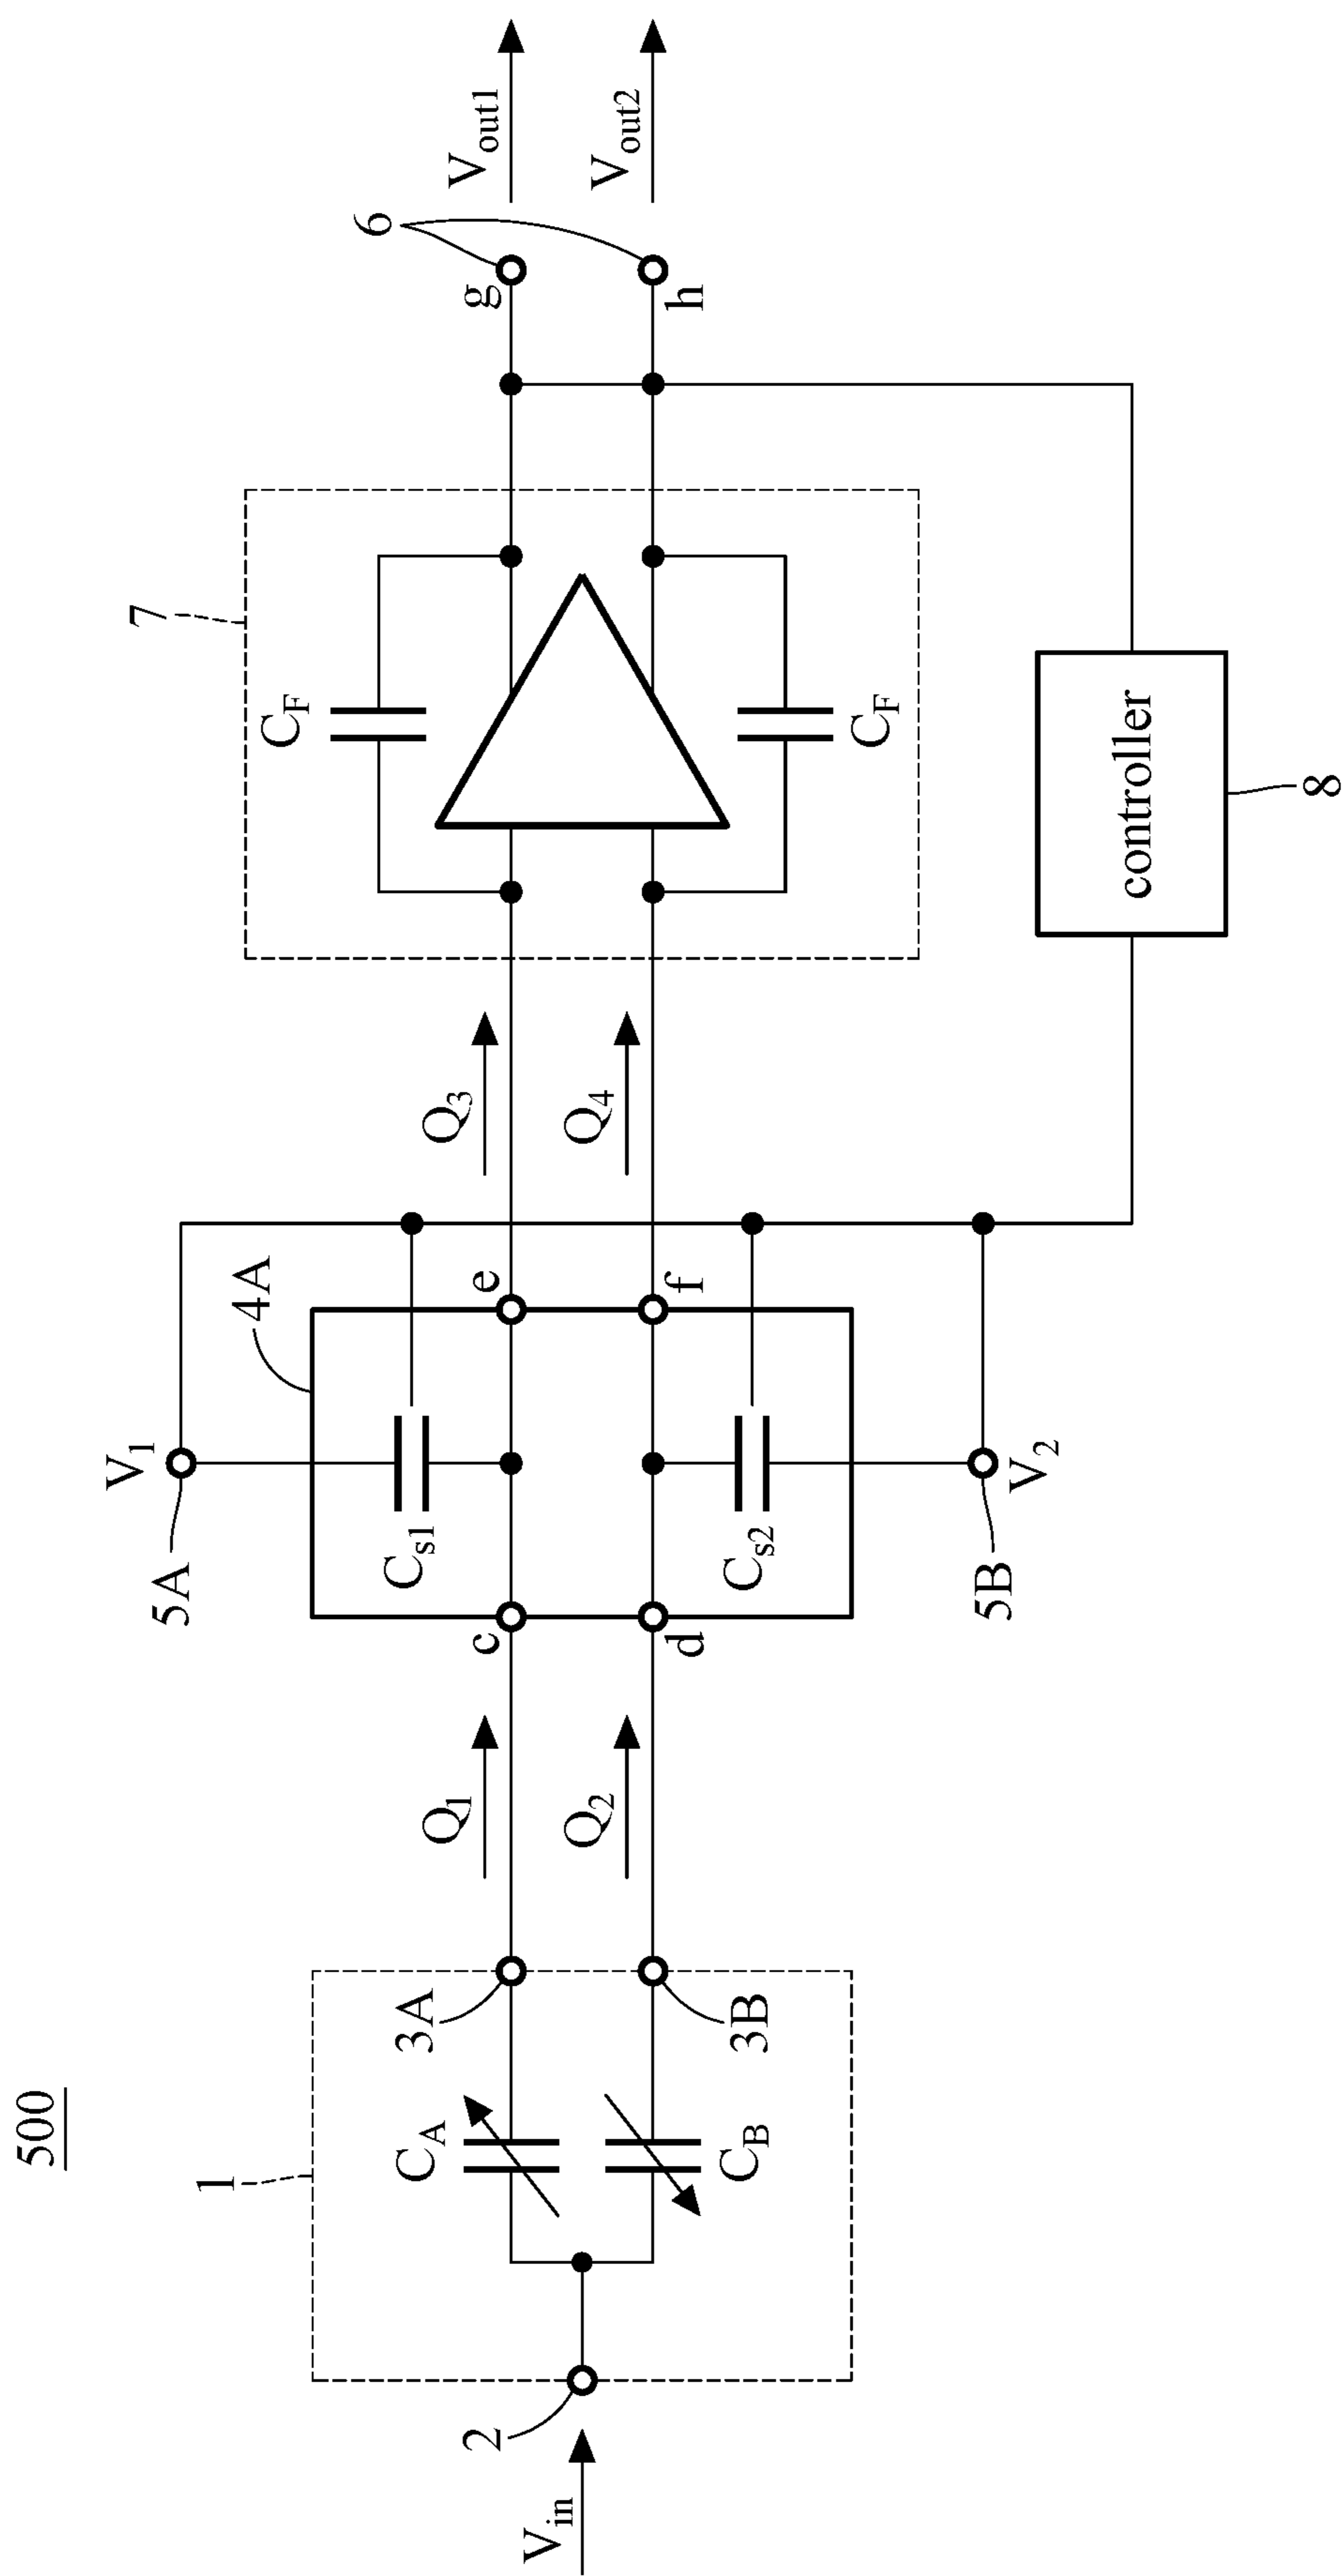 500
V_in
2
1
C_A
C_B
3A
3B
Q_1
Q_2
c
d
4A
C_s1
C_s2
5A
V_1
5B
V_2
e
f
Q_3
Q_4
7
C_F
C_F
controller
8
6
g
h
V_out1
V_out2